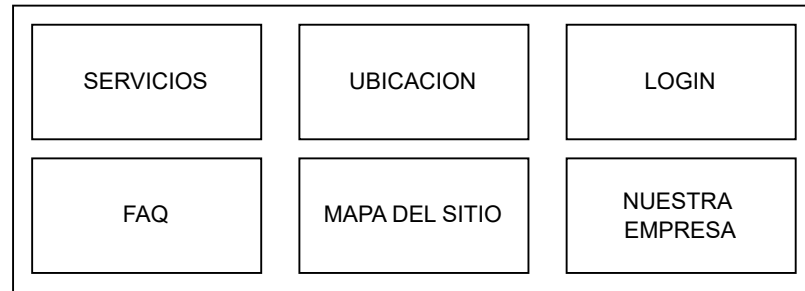 SERVICIOS
UBICACION
LOGIN
FAQ
MAPA DEL SITIO
NUESTRA
EMPRESA